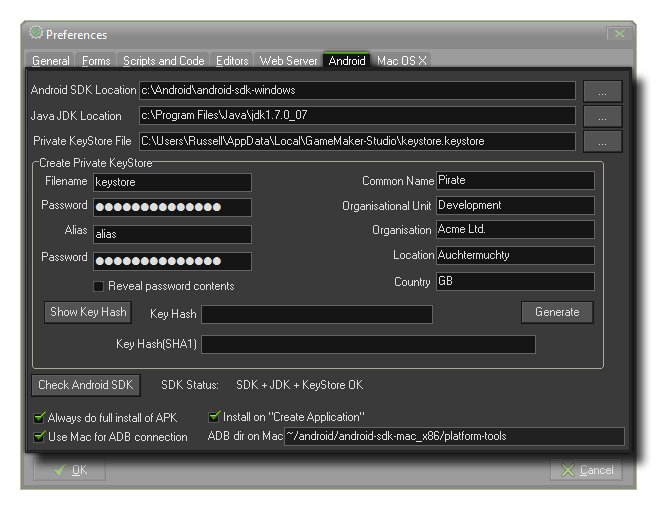 Preferences
General Forms Scripts and Code Editors Web Server Android Mac OS X
Android SDK Location c:\Android\android-sdk-windows ...
Java JDK Location c:\Program Files\Java\jdk1.7.0_07 ...
Private KeyStore File C:\Users\Russell\AppData\Local\GameMaker-Studio\keystore.keystore ...
Create Private KeyStore
Filename keystore Common Name Pirate
Password ●●●●●●●●●●●●●● Organisational Unit Development
Alias alias Organisation Acme Ltd.
Password ●●●●●●●●●●●●●● Location Auchtermuchty
Reveal password contents Country GB
Show Key Hash Key Hash Generate
Key Hash(SHA1)
Check Android SDK SDK Status: SDK + JDK + KeyStore OK
Always do full install of APK Install on "Create Application"
Use Mac for ADB connection ADB dir on Mac ~/android/android-sdk-mac_x86/platform-tools
OK Cancel